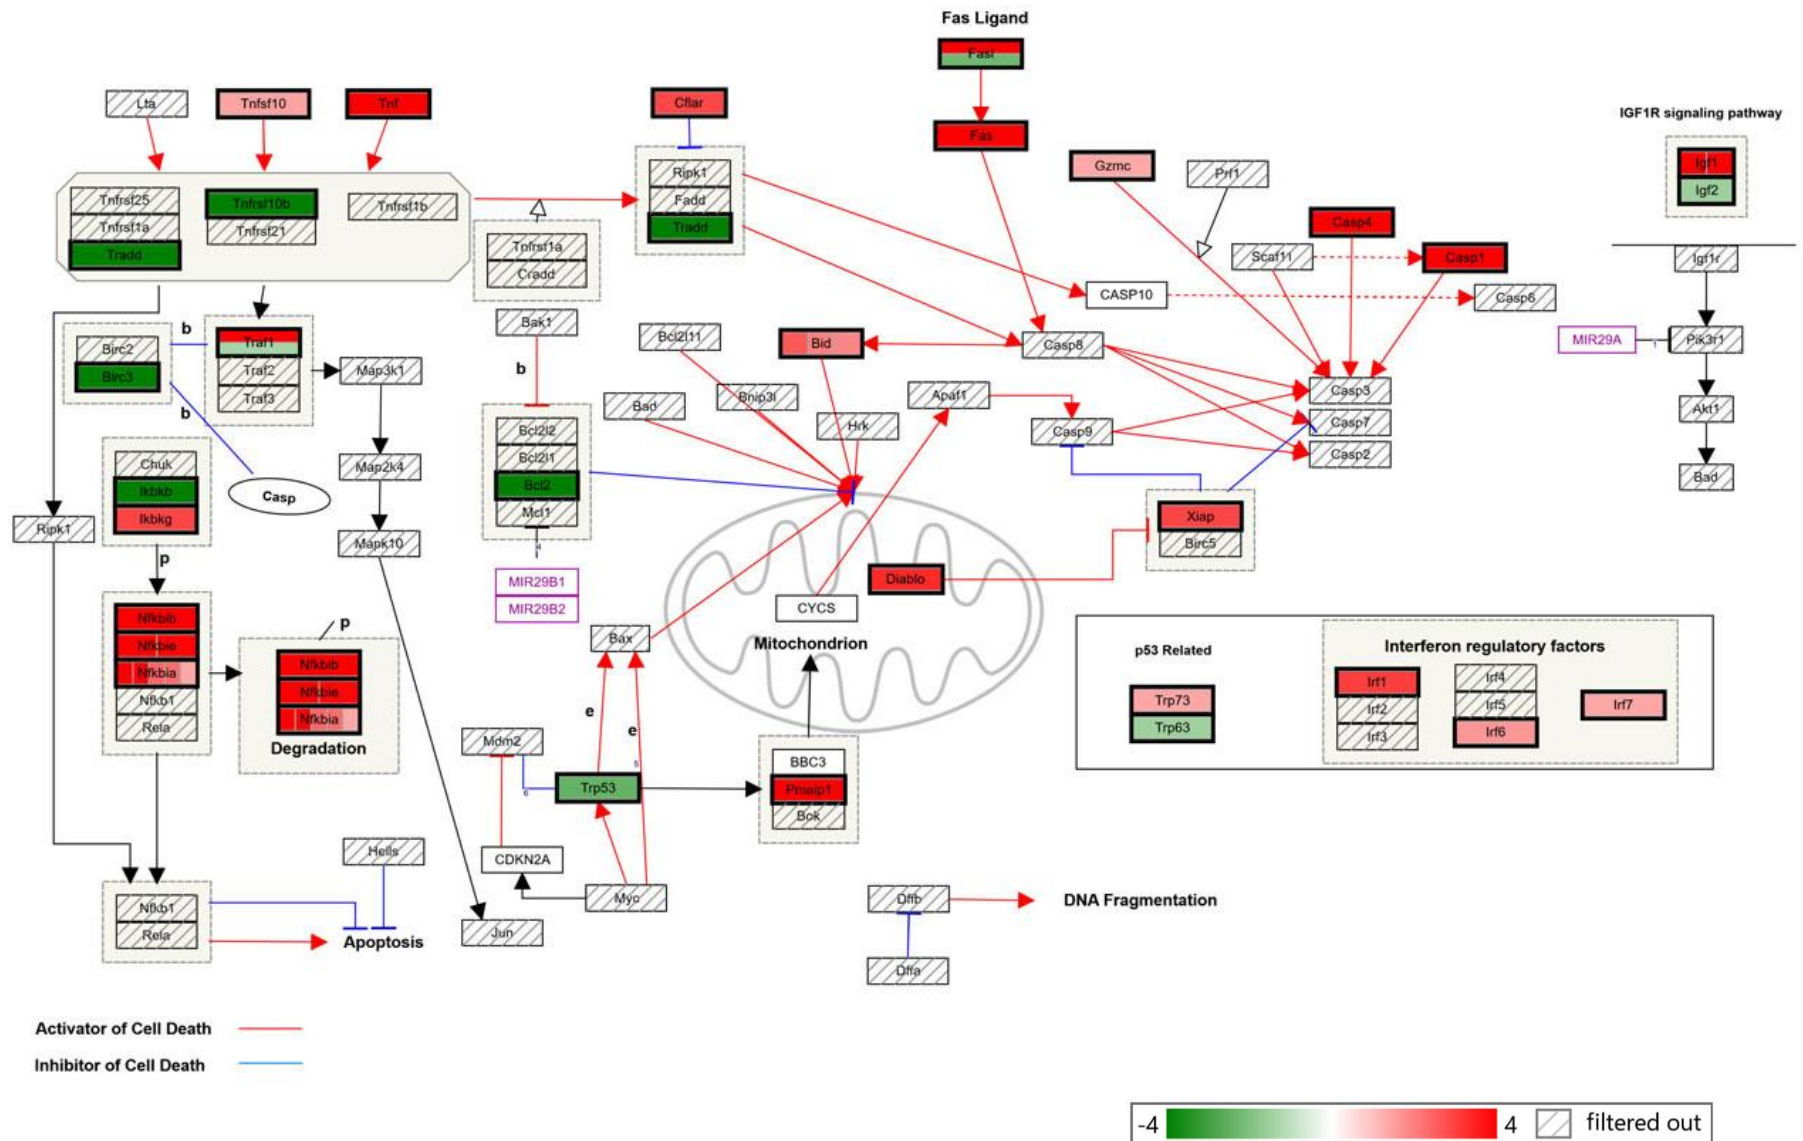 Fas Ligand
Fasl
Lta
Tnfsf10
Tnf
Cflar
Fas
IGF1R signaling pathway
Igf1
Igf2
Gzmc
Prf1
Ripk1
Fadd
Tradd
Tnfrsf25
Tnfrsf1a
Tradd
Tnfrsf10b
Tnfrsf21
Tnfrsf1b
Tnfrsf1a
Cradd
Casp4
Scaf11
Casp1
Igf1r
CASP10
Casp6
Bak1
b
Birc2
Birc3
b
b
Traf1
Traf2
Traf3
Map3k1
Bcl2l11
Bid
Casp8
MIR29A
1
Pik3r1
Bad
Bnip3l
Hrk
Apaf1
Casp9
Casp3
Casp7
Casp2
Akt1
Bad
Bcl2l2
Bcl2l1
Bcl2
Mcl1
4
Chuk
Ikbkb
Ikbkg
Casp
Map2k4
Ripk1
Mapk10
p
MIR29B1
MIR29B2
Xiap
Birc5
Diablo
CYCS
Mitochondrion
Nfkbib
Nfkbie
Nfkbia
Nfkb1
Rela
p
Nfkbib
Nfkbie
Nfkbia
Degradation
Bax
e
e
5
6
Mdm2
Trp53
BBC3
Pmaip1
Bok
p53 Related
Trp73
Trp63
Interferon regulatory factors
Irf1
Irf2
Irf3
Irf4
Irf5
Irf6
Irf7
Hells
CDKN2A
Myc
Jun
Nfkb1
Rela
Apoptosis
Dffb
DNA Fragmentation
Dffa
Activator of Cell Death
Inhibitor of Cell Death
-4
4
filtered out